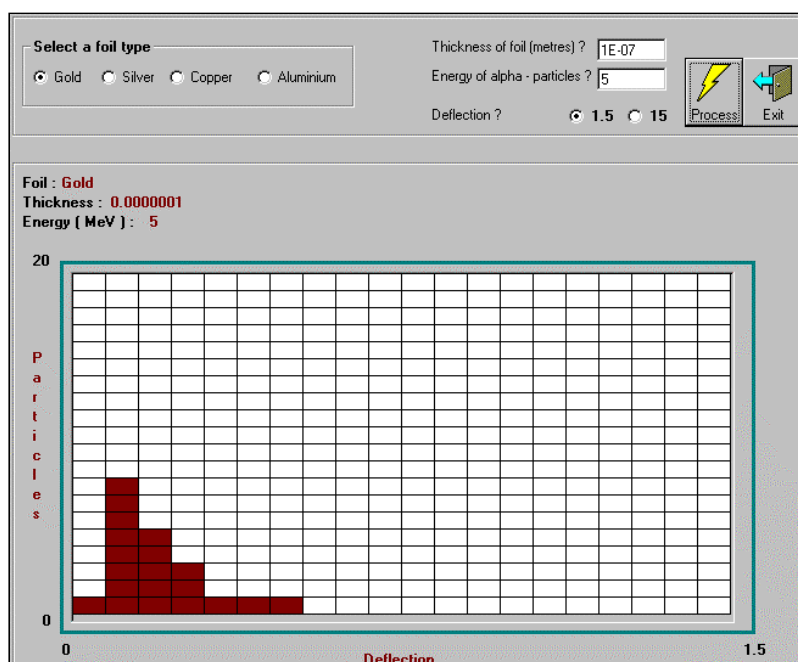 Select a foil type
Gold Silver Copper Aluminium
Thickness of foil (metres) ? 1E-07
Energy of alpha - particles ? 5
Deflection ? 1.5 15
Process Exit
Foil : Gold
Thickness : 0.0000001
Energy ( MeV ) : 5
20
Particles
0
0 1.5
Deflection